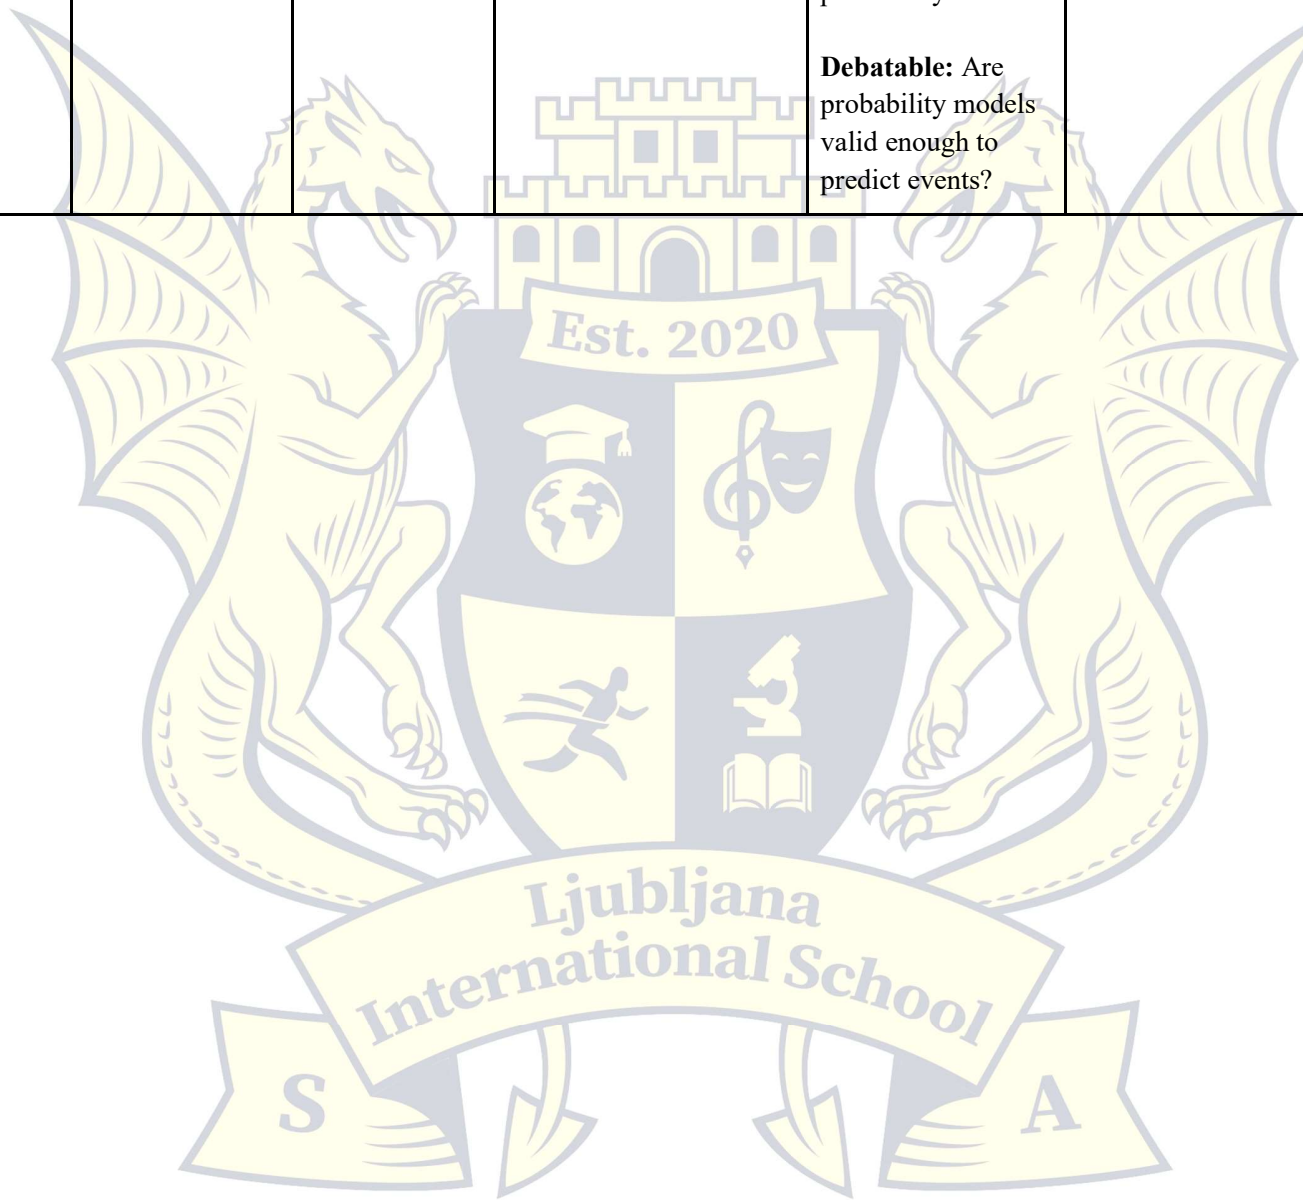 Debatable: Are
probability models
valid enough to
predict events?
Est. 2020
Ljubljana
International School
S
A